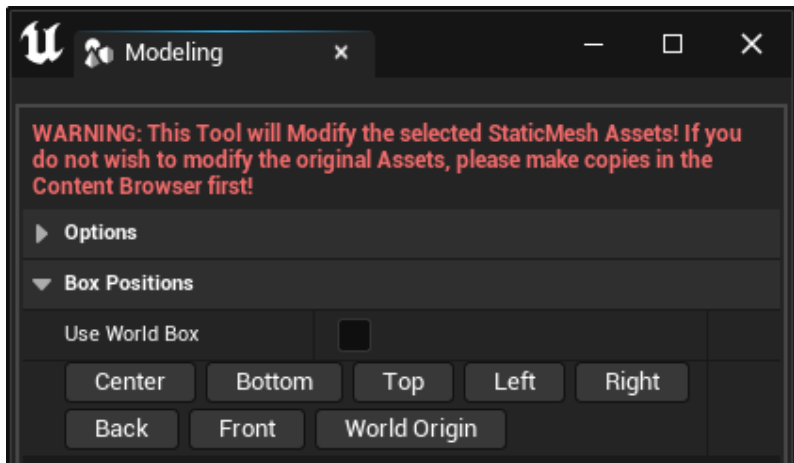 Modeling
WARNING: This Tool will Modify the selected StaticMesh Assets! If you
do not wish to modify the original Assets, please make copies in the
Content Browser first!
Options
Box Positions
Use World Box
Center Bottom Top Left Right
Back Front World Origin